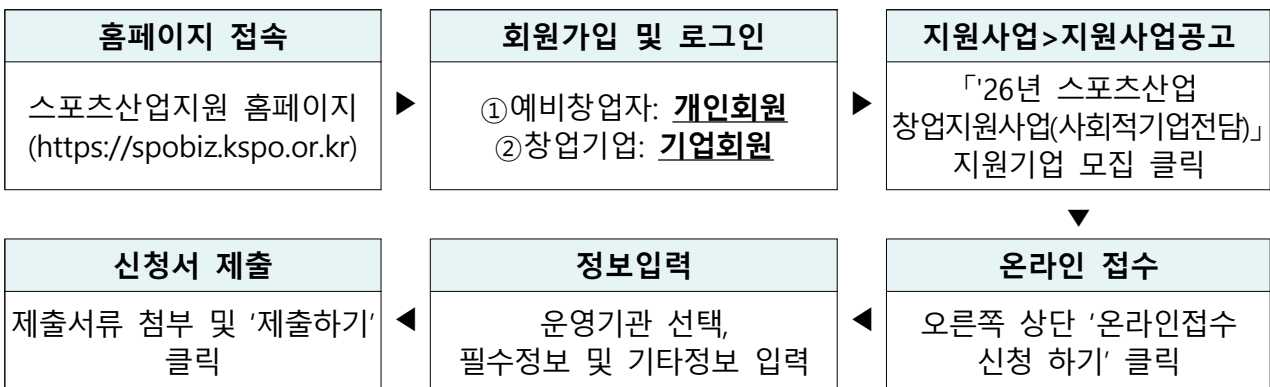 홈페이지 접속
스포츠산업지원 홈페이지
(https://spobiz.kspo.or.kr)
▶
회원가입 및 로그인
①예비창업자: 개인회원
②창업기업: 기업회원
▶
지원사업>지원사업공고
「'26년 스포츠산업
창업지원사업(사회적기업전담)」
지원기업 모집 클릭
▼
온라인 접수
오른쪽 상단 '온라인접수
신청 하기' 클릭
◀
정보입력
운영기관 선택,
필수정보 및 기타정보 입력
◀
신청서 제출
제출서류 첨부 및 '제출하기'
클릭